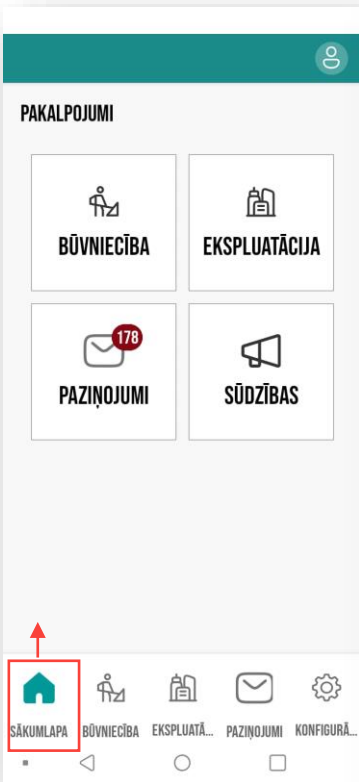 PAKALPOJUMI
BŪVNIECĪBA
EKSPLUATĀCIJA
178
PAZIŅOJUMI
SŪDZĪBAS
SĀKUMLAPA BŪVNIECĪBA EKSPLUATĀ... PAZIŅOJUMI KONFIGURĀ...